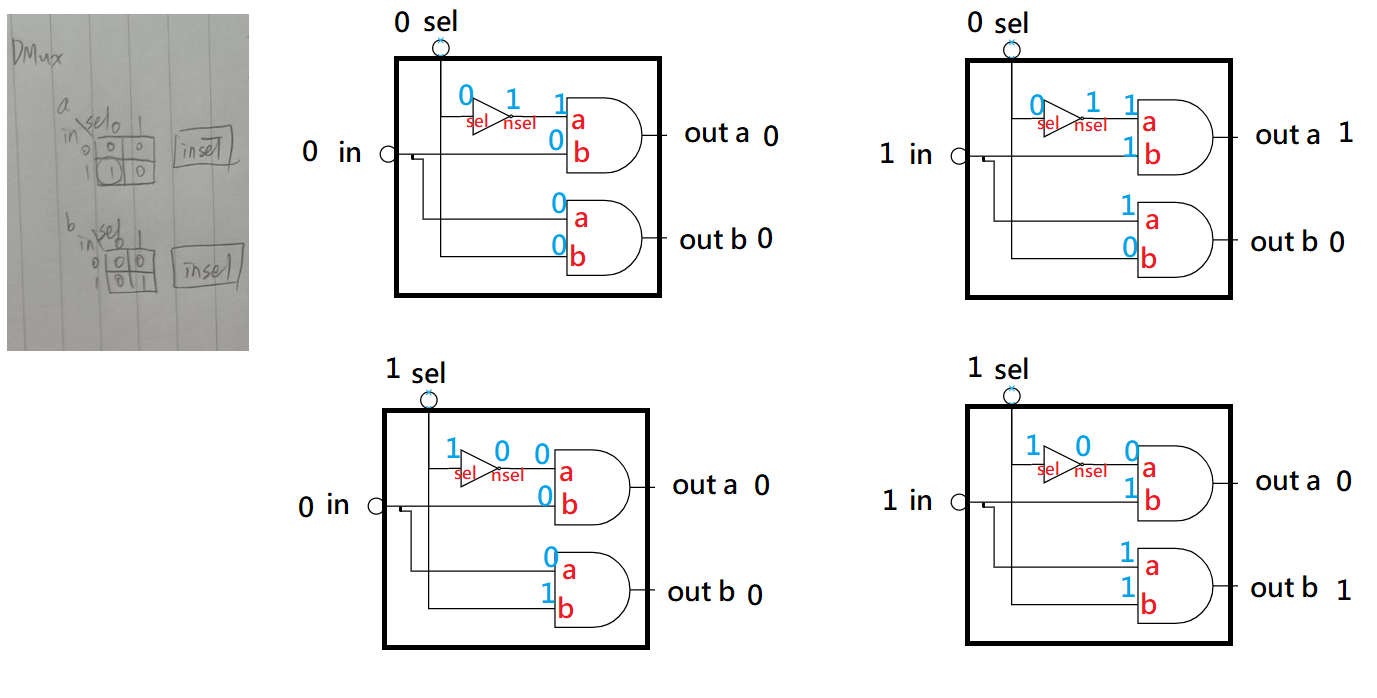 DMux
a
sel 0 1
in
0 0 0
1 1 0
in sel̅
b
sel 0 1
in
0 0 0
1 0 1
in sel
0 sel
0 1 1
sel nsel a
0 in
0 b
out a 0
0 a
0 b
out b 0
0 sel
0 1 1
sel nsel a
1 in
1 b
out a 1
1 a
0 b
out b 0
1 sel
1 0 0
sel nsel a
0 in
0 b
out a 0
0 a
1 b
out b 0
1 sel
1 0 0
sel nsel a
1 in
1 b
out a 0
1 a
1 b
out b 1